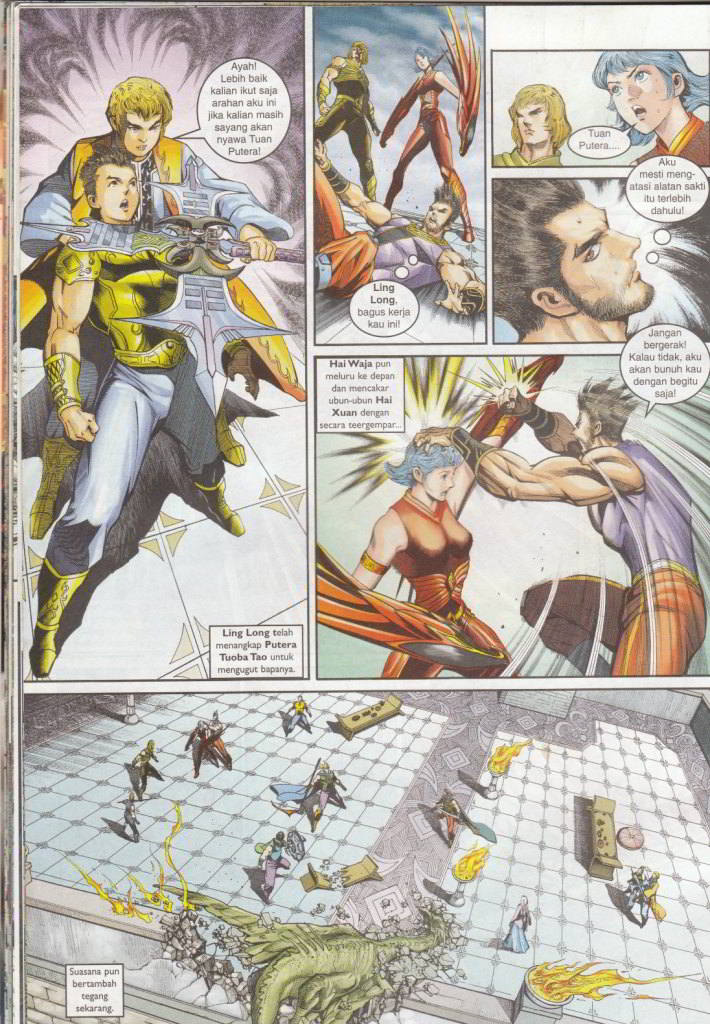 Ayah!
Lebih baik
kalian ikut saja
arahan aku ini
jika kalian masih
sayang akan
nyawa Tuan
Putera!
Ling Long telah
menangkap Putera
Tuoba Tao untuk
mengugut bapanya.
Ling
Long,
bagus kerja
kau ini!
Tuan
Putera....
Aku
mesti meng-
atasi alatan sakti
itu terlebih
dahulu!
Hai Waja pun
meluru ke depan
dan mencakar
ubun-ubun Hai
Xuan dengan
secara teergempar...
Jangan
bergerak!
Kalau tidak, aku
akan bunuh kau
dengan begitu
saja!
Suasana pun
bertambah
tegang
sekarang.